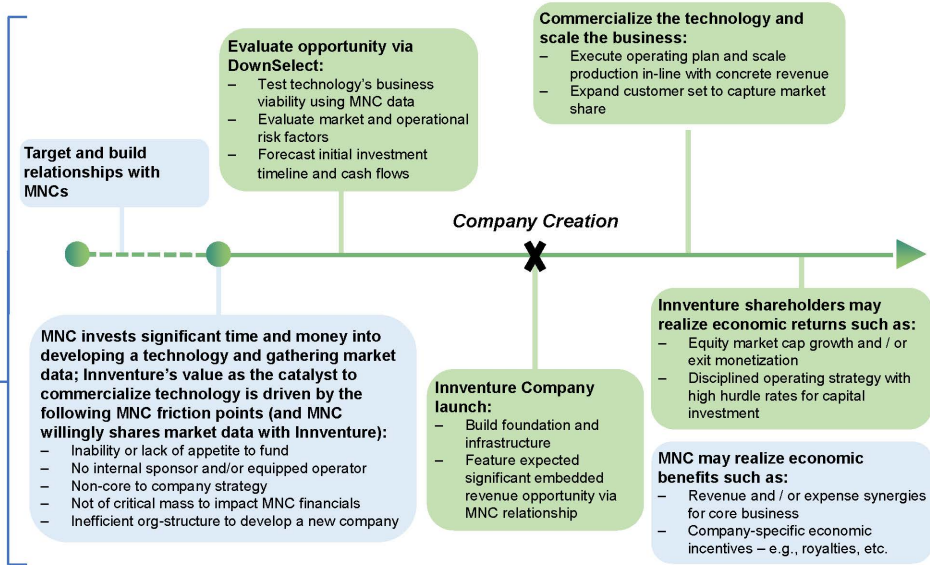 Target and build
relationships with
MNCs
Evaluate opportunity via
DownSelect:
– Test technology's business
viability using MNC data
– Evaluate market and operational
risk factors
– Forecast initial investment
timeline and cash flows
Commercialize the technology and
scale the business:
– Execute operating plan and scale
production in-line with concrete revenue
– Expand customer set to capture market
share
Company Creation
MNC invests significant time and money into
developing a technology and gathering market
data; Innventure's value as the catalyst to
commercialize technology is driven by the
following MNC friction points (and MNC
willingly shares market data with Innventure):
– Inability or lack of appetite to fund
– No internal sponsor and/or equipped operator
– Non-core to company strategy
– Not of critical mass to impact MNC financials
– Inefficient org-structure to develop a new company
Innventure Company
launch:
– Build foundation and
infrastructure
– Feature expected
significant embedded
revenue opportunity via
MNC relationship
Innventure shareholders may
realize economic returns such as:
– Equity market cap growth and / or
exit monetization
– Disciplined operating strategy with
high hurdle rates for capital
investment
MNC may realize economic
benefits such as:
– Revenue and / or expense synergies
for core business
– Company-specific economic
incentives – e.g., royalties, etc.